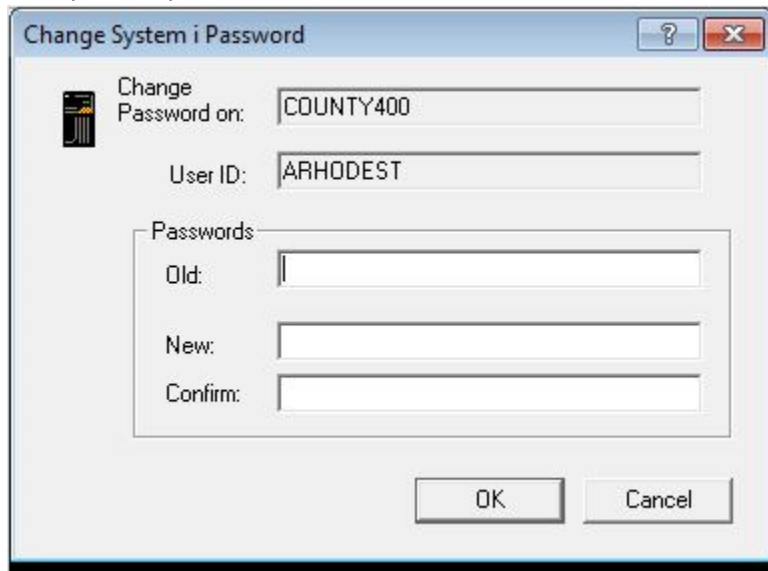 Change System i Password
?
Change
Password on:
COUNTY400
User ID:
ARHODEST
Passwords
Old:
New:
Confirm:
OK
Cancel